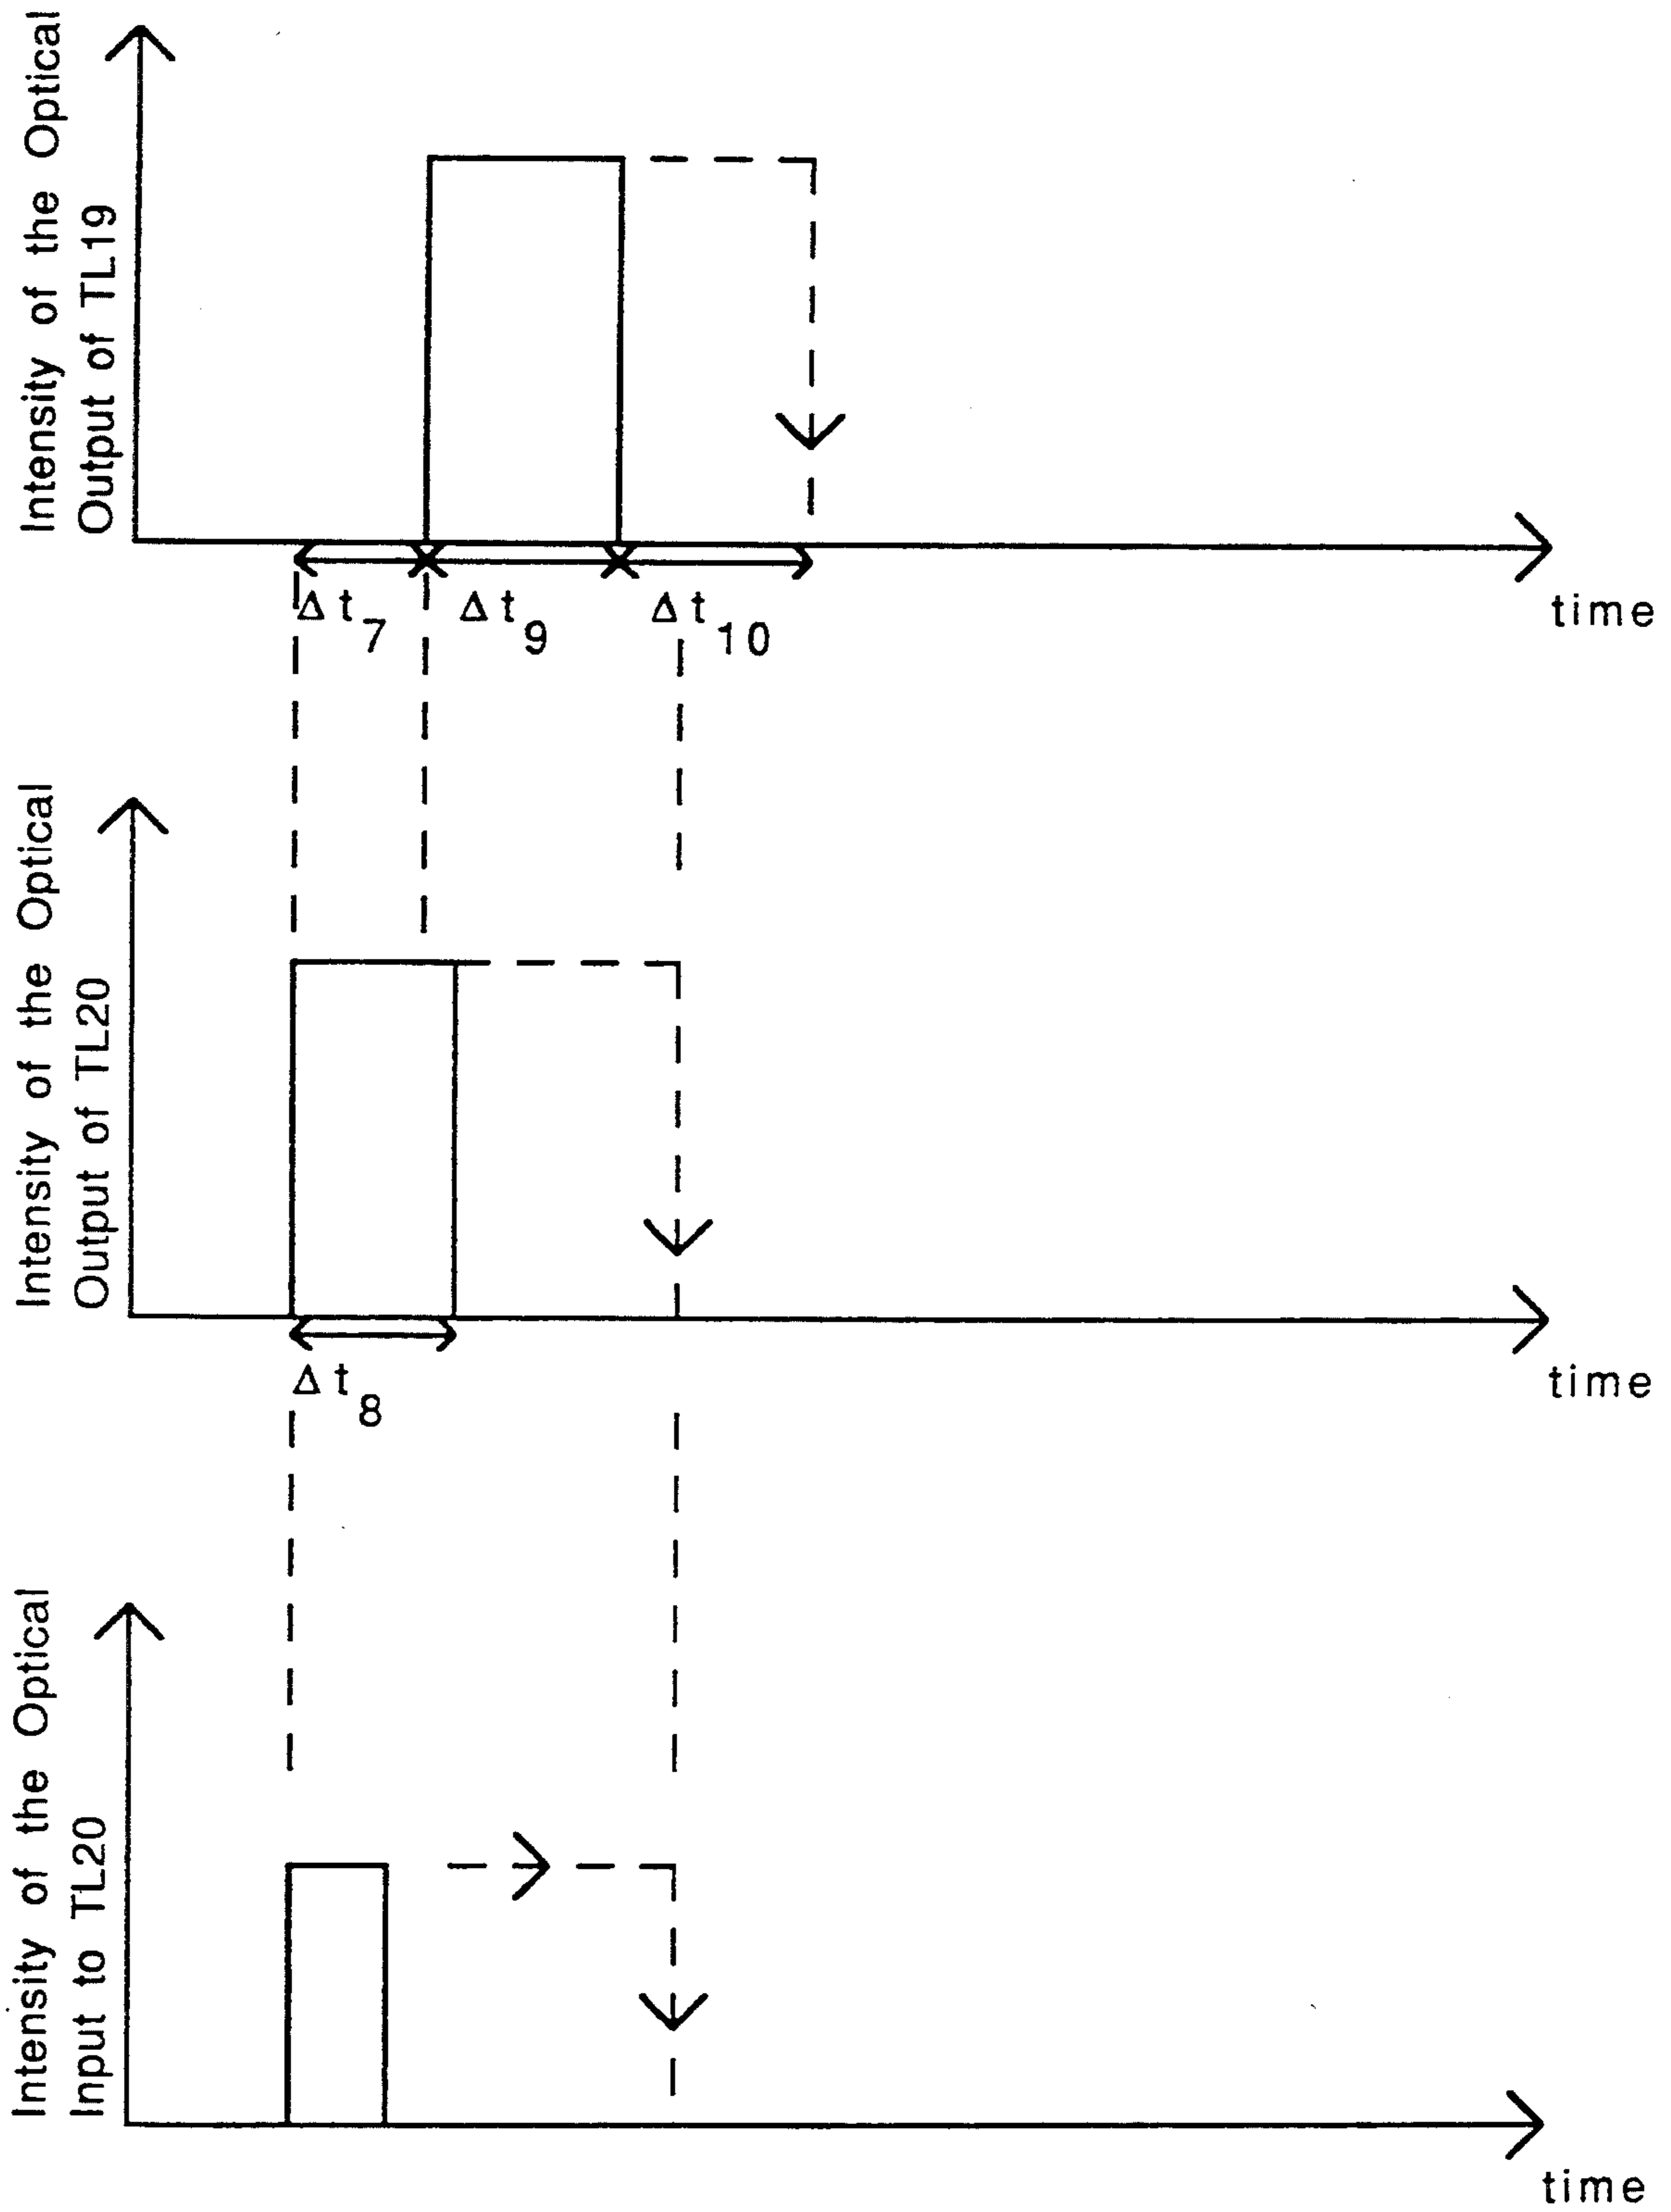 Intensity of the Optical
Output of TL19
Δt7 Δt9 Δt10
time
Intensity of the Optical
Output of TL20
Δt8
time
Intensity of the Optical
Input to TL20
time